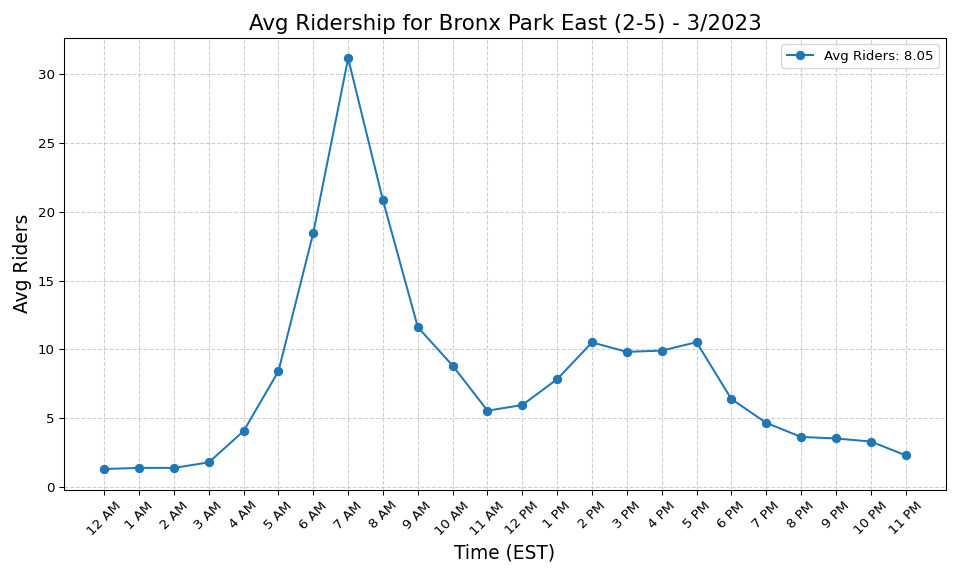 Avg Ridership for Bronx Park East (2-5) - 3/2023
Avg Riders: 8.05
Avg Riders
30
25
20
15
10
5
0
12 AM
1 AM
2 AM
3 AM
4 AM
5 AM
6 AM
7 AM
8 AM
9 AM
10 AM
11 AM
12 PM
1 PM
2 PM
3 PM
4 PM
5 PM
6 PM
7 PM
8 PM
9 PM
10 PM
11 PM
Time (EST)